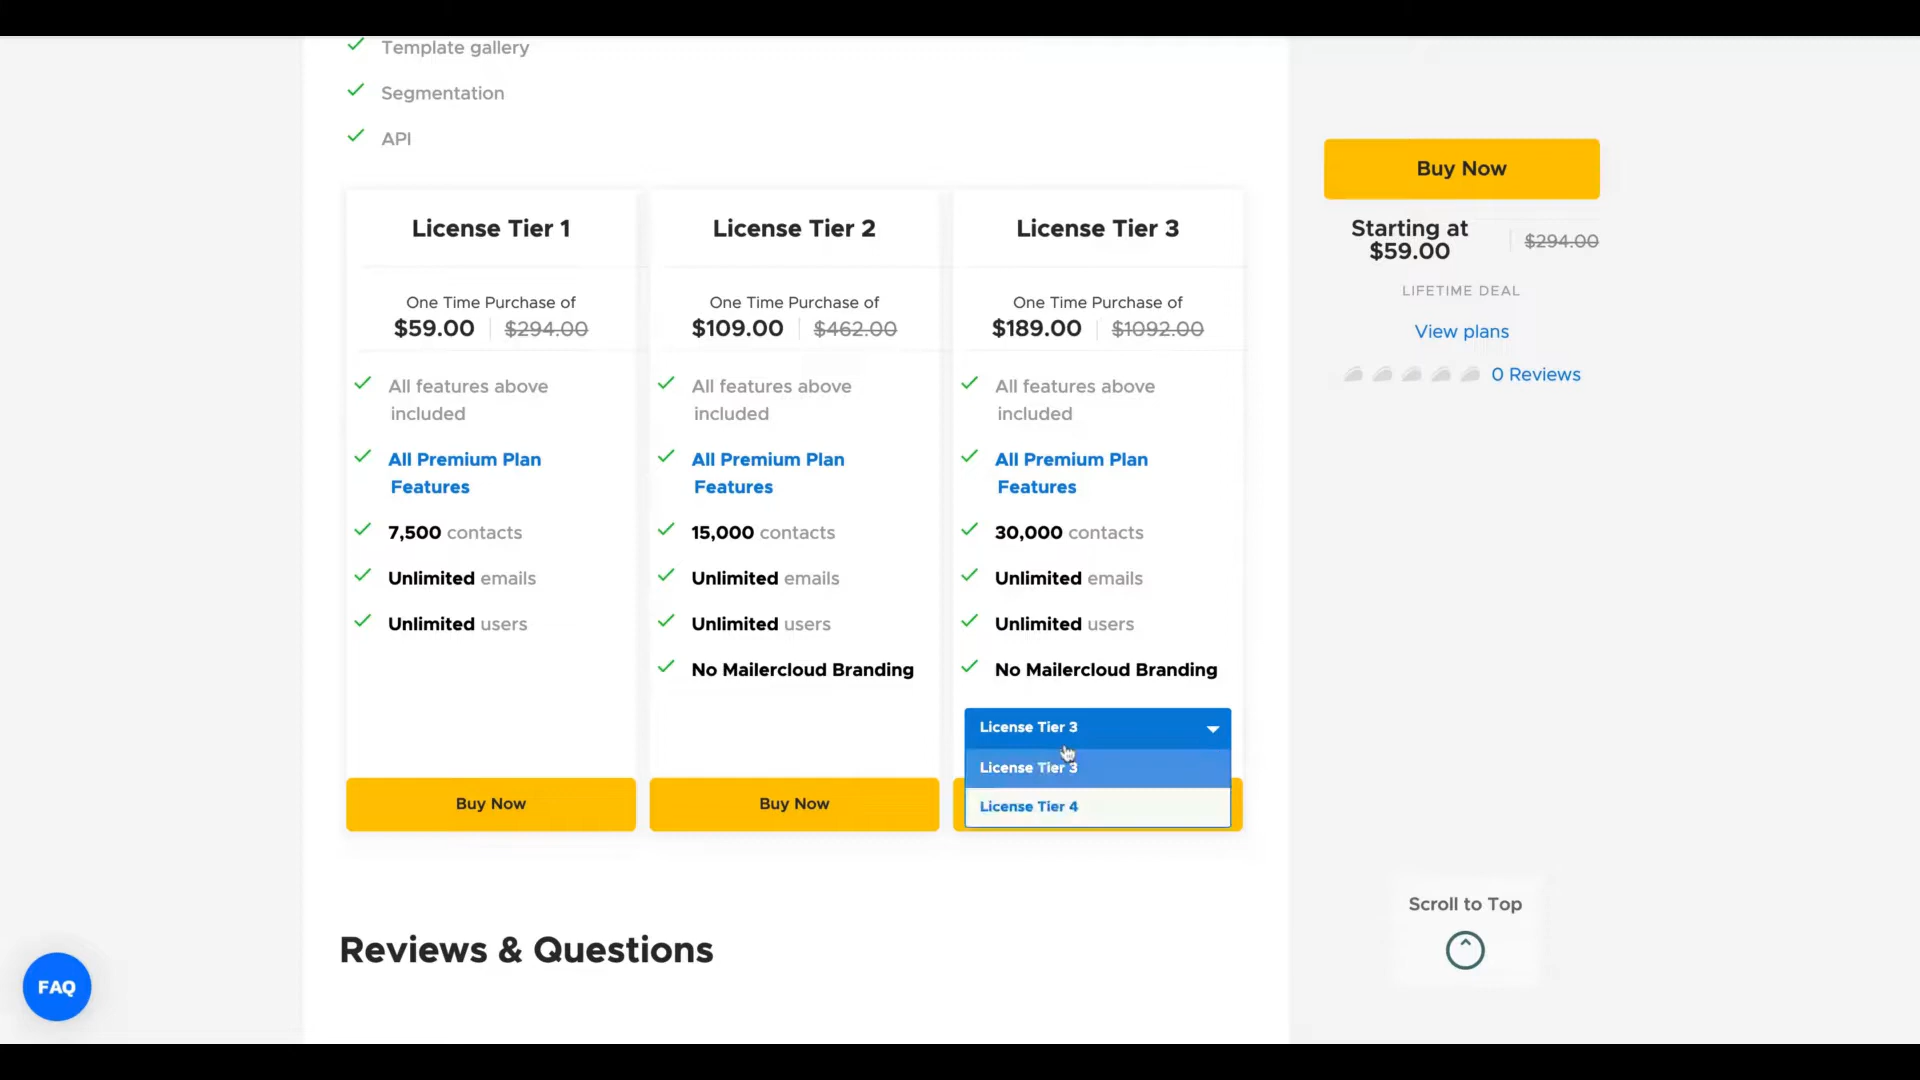 Template gallery
Segmentation
API
License Tier 1
One Time Purchase of
$59.00 $294.00
All features above
included
All Premium Plan
Features
7,500 contacts
Unlimited emails
Unlimited users
Buy Now
License Tier 2
One Time Purchase of
$109.00 $462.00
All features above
included
All Premium Plan
Features
15,000 contacts
Unlimited emails
Unlimited users
No Mailercloud Branding
Buy Now
License Tier 3
One Time Purchase of
$189.00 $1092.00
All features above
included
All Premium Plan
Features
30,000 contacts
Unlimited emails
Unlimited users
No Mailercloud Branding
License Tier 3
License Tier 3
License Tier 4
Buy Now
Starting at
$59.00 $294.00
LIFETIME DEAL
View plans
0 Reviews
Reviews & Questions
Scroll to Top
FAQ